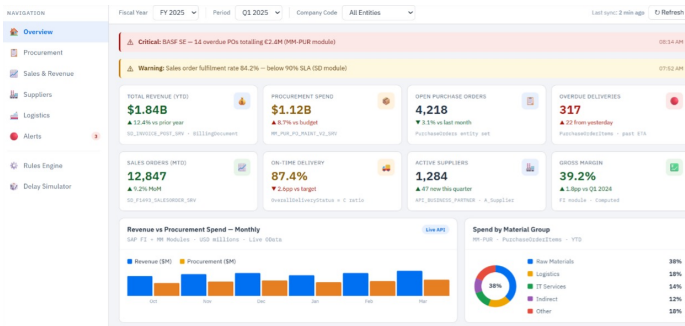 NAVIGATION
Overview
Procurement
Sales & Revenue
Suppliers
Logistics
Alerts 3
Rules Engine
Delay Simulator
Fiscal Year FY 2025 Period Q1 2025 Company Code All Entities Last sync: 2 min ago ↻ Refresh
⚠ Critical: BASF SE — 14 overdue POs totalling €2.4M (MM-PUR module) 08:14 AM
⚠ Warning: Sales order fulfilment rate 84.2% — below 90% SLA (SD module) 07:52 AM
TOTAL REVENUE (YTD)
$1.84B
▲ 12.4% vs prior year
SD_INVOICE_POST_SRV · BillingDocument
PROCUREMENT SPEND
$1.12B
▲ 8.7% vs budget
MM_PUR_PO_MAINT_V2_SRV
OPEN PURCHASE ORDERS
4,218
▼ 3.1% vs last month
PurchaseOrders entity set
OVERDUE DELIVERIES
317
▲ 22 from yesterday
PurchaseOrderItems · past ETA
SALES ORDERS (MTD)
12,847
▲ 9.2% MoM
SD_F1493_SALESORDER_SRV
ON-TIME DELIVERY
87.4%
▼ 2.6pp vs target
OverallDeliveryStatus = C ratio
ACTIVE SUPPLIERS
1,284
▲ 47 new this quarter
API_BUSINESS_PARTNER · A_Supplier
GROSS MARGIN
39.2%
▲ 1.8pp vs Q1 2024
FI module · Computed
Revenue vs Procurement Spend — Monthly Live API
SAP FI + MM Modules · USD Millions · Live OData
Revenue ($M) Procurement ($M)
Oct Nov Dec Jan Feb Mar
Spend by Material Group
MM-PUR · PurchaseOrderItems · YTD
38%
Raw Materials 38%
Logistics 18%
IT Services 14%
Indirect 12%
Other 18%